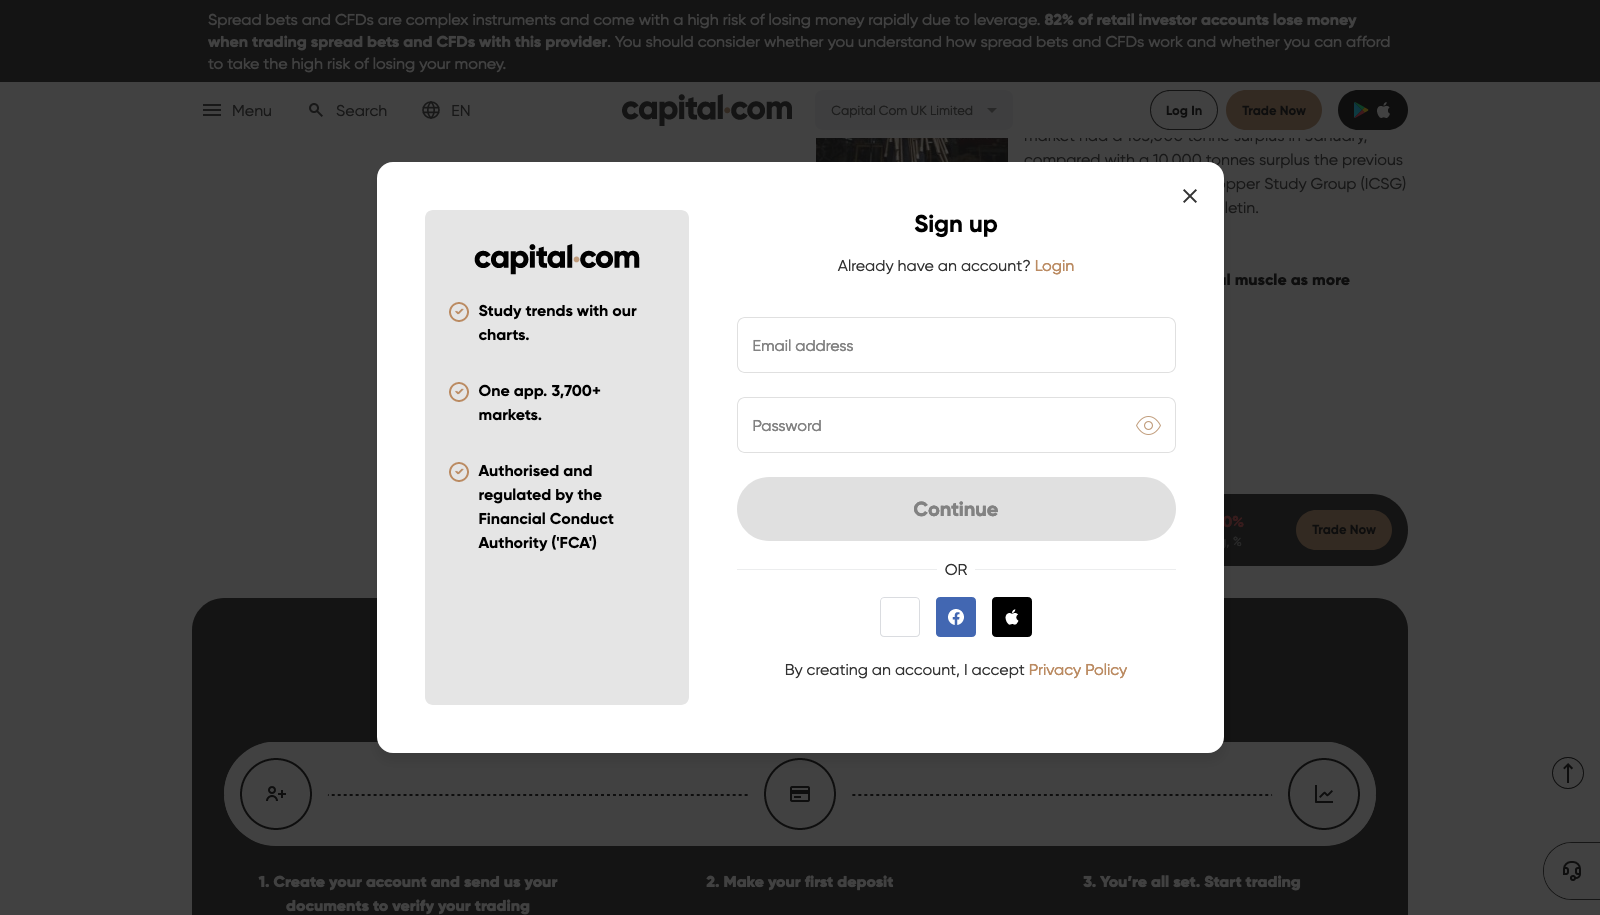 Spread bets and CFDs are complex instruments and come with a high risk of losing money rapidly due to leverage. 82% of retail investor accounts lose money
when trading spread bets and CFDs with this provider. You should consider whether you understand how spread bets and CFDs work and whether you can afford
to take the high risk of losing your money.
Menu Search EN capital.com Capital Com UK Limited Log In Trade Now
compared with a 10,000 tonnes surplus the previous
opper Study Group (ICSG)
letin.
l muscle as more
0%
Trade Now
%
Sign up
Already have an account? Login
capital.com
Study trends with our
charts.
One app. 3,700+
markets.
Authorised and
regulated by the
Financial Conduct
Authority ('FCA')
Email address
Password
Continue
OR
By creating an account, I accept Privacy Policy
1. Create your account and send us your
documents to verify your trading
2. Make your first deposit
3. You’re all set. Start trading